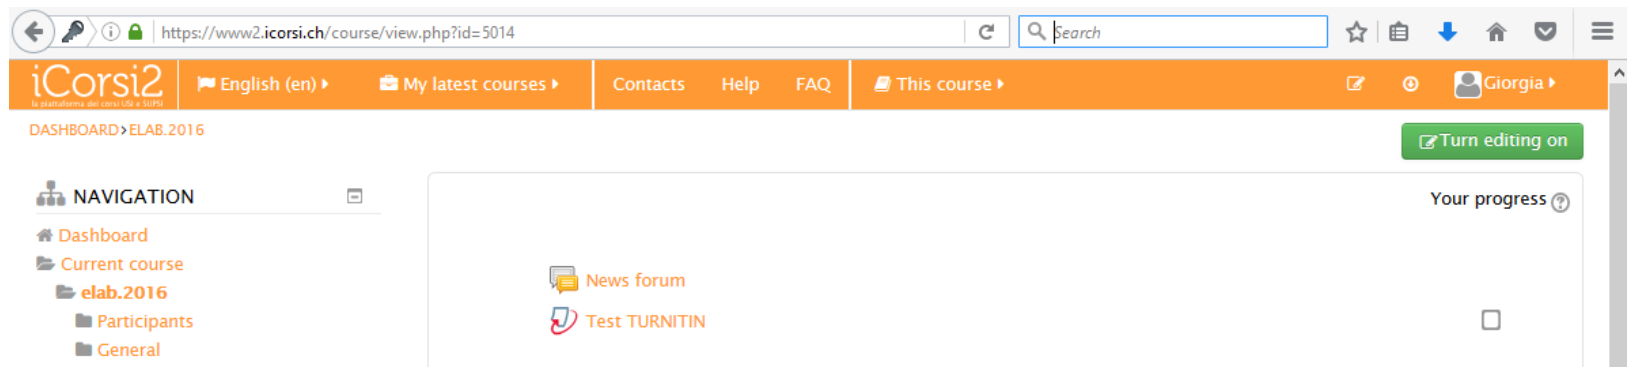 https://www2.icorsi.ch/course/view.php?id=5014
Search
iCorsi2
la piattaforma dei corsi USI e SUPSI
English (en)
My latest courses
Contacts
Help
FAQ
This course
Giorgia
DASHBOARD›ELAB.2016
Turn editing on
NAVIGATION
Your progress
Dashboard
Current course
elab.2016
Participants
General
News forum
Test TURNITIN